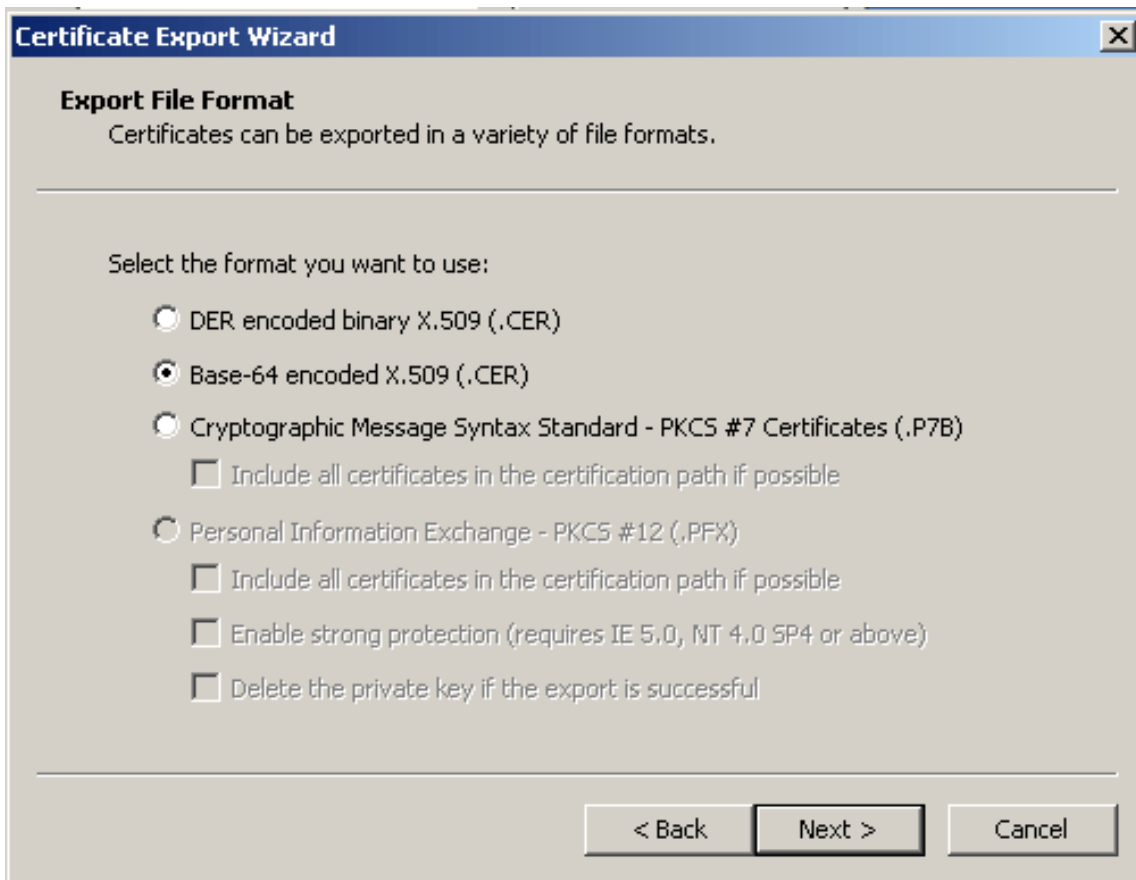 Certificate Export Wizard
Export File Format
Certificates can be exported in a variety of file formats.
Select the format you want to use:
DER encoded binary X.509 (.CER)
Base-64 encoded X.509 (.CER)
Cryptographic Message Syntax Standard - PKCS #7 Certificates (.P7B)
Include all certificates in the certification path if possible
Personal Information Exchange - PKCS #12 (.PFX)
Include all certificates in the certification path if possible
Enable strong protection (requires IE 5.0, NT 4.0 SP4 or above)
Delete the private key if the export is successful
< Back Next > Cancel